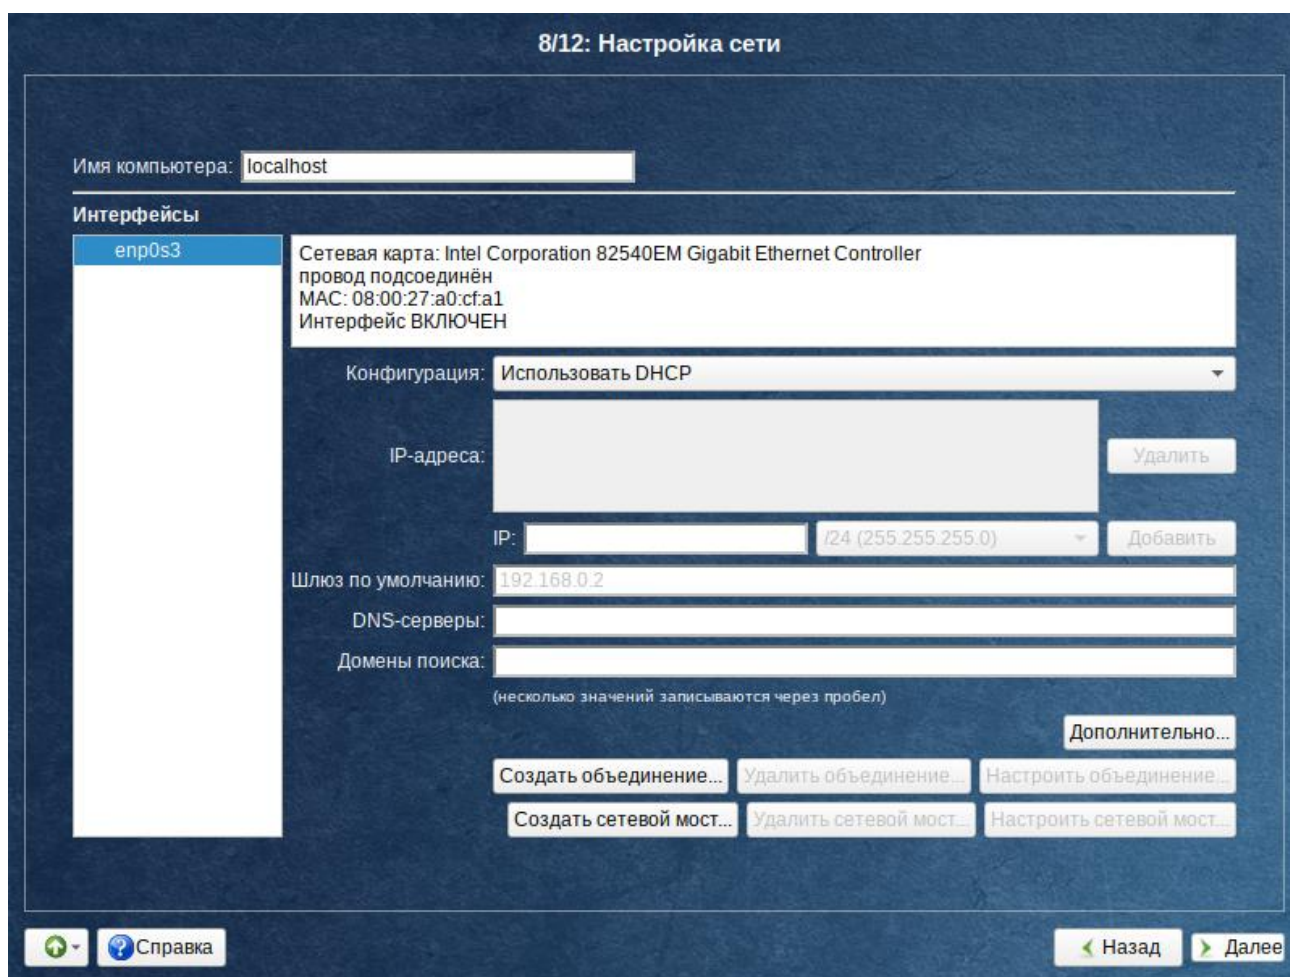 8/12: Настройка сети
Имя компьютера: localhost
Интерфейсы
enp0s3
Сетевая карта: Intel Corporation 82540EM Gigabit Ethernet Controller
провод подсоединён
MAC: 08:00:27:a0:cf:a1
Интерфейс ВКЛЮЧЕН
Конфигурация: Использовать DHCP
IP-адреса: Удалить
IP: /24 (255.255.255.0) Добавить
Шлюз по умолчанию: 192.168.0.2
DNS-серверы:
Домены поиска:
(несколько значений записываются через пробел)
Дополнительно...
Создать объединение... Удалить объединение... Настроить объединение...
Создать сетевой мост... Удалить сетевой мост... Настроить сетевой мост...
Справка Назад Далее